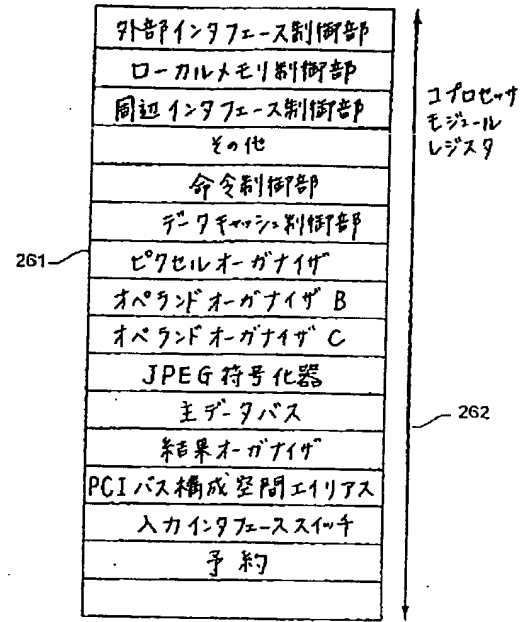 外部インタフェース制御部
ローカルメモリ制御部
周辺インタフェース制御部
その他
命令制御部
データキャッシュ制御部
ピクセルオーガナイザ
オペランドオーガナイザ B
オペランドオーガナイザ C
JPEG符号化器
主データバス
結果オーガナイザ
PCIバス構成空間エイリアス
入力インタフェーススイッチ
予約
コプロセッサ
モジュール
レジスタ
261
262